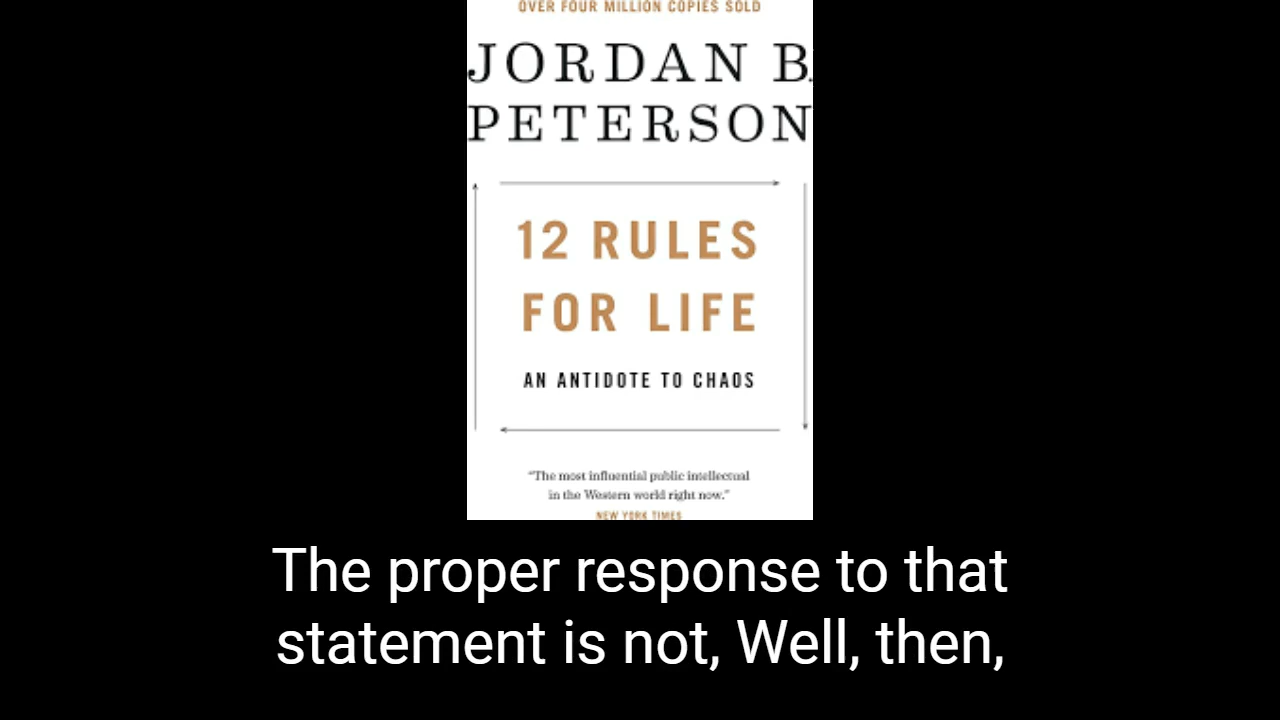 OVER FOUR MILLION COPIES SOLD
JORDAN B.
PETERSON
12 RULES
FOR LIFE
AN ANTIDOTE TO CHAOS
“The most influential public intellectual
in the Western world right now.”
NEW YORK TIMES
The proper response to that
statement is not, Well, then,